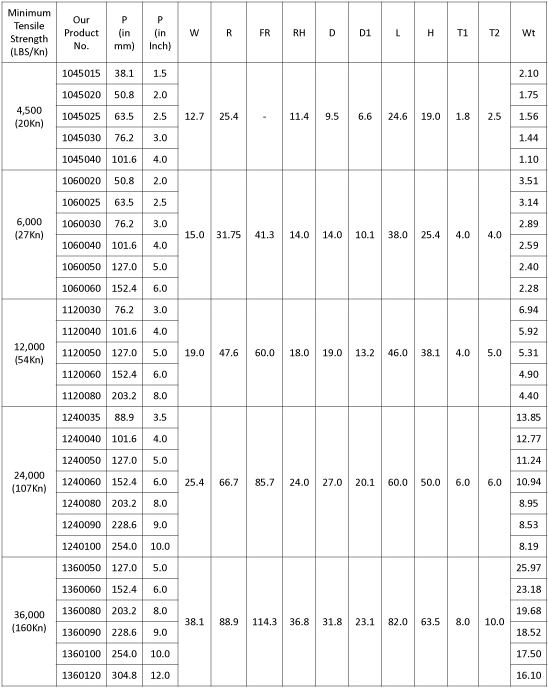 Minimum Tensile Strength (LBS/Kn) Our Product No. P (in mm) P (in Inch) W R FR RH D D1 L H T1 T2 Wt
4,500 (20Kn) 12.7 25.4 - 11.4 9.5 6.6 24.6 19.0 1.8 2.5
1045015 38.1 1.5 2.10
1045020 50.8 2.0 1.75
1045025 63.5 2.5 1.56
1045030 76.2 3.0 1.44
1045040 101.6 4.0 1.10
6,000 (27Kn) 15.0 31.75 41.3 14.0 14.0 10.1 38.0 25.4 4.0 4.0
1060020 50.8 2.0 3.51
1060025 63.5 2.5 3.14
1060030 76.2 3.0 2.89
1060040 101.6 4.0 2.59
1060050 127.0 5.0 2.40
1060060 152.4 6.0 2.28
12,000 (54Kn) 19.0 47.6 60.0 18.0 19.0 13.2 46.0 38.1 4.0 5.0
1120030 76.2 3.0 6.94
1120040 101.6 4.0 5.92
1120050 127.0 5.0 5.31
1120060 152.4 6.0 4.90
1120080 203.2 8.0 4.40
24,000 (107Kn) 25.4 66.7 85.7 24.0 27.0 20.1 60.0 50.0 6.0 6.0
1240035 88.9 3.5 13.85
1240040 101.6 4.0 12.77
1240050 127.0 5.0 11.24
1240060 152.4 6.0 10.94
1240080 203.2 8.0 8.95
1240090 228.6 9.0 8.53
1240100 254.0 10.0 8.19
36,000 (160Kn) 38.1 88.9 114.3 36.8 31.8 23.1 82.0 63.5 8.0 10.0
1360050 127.0 5.0 25.97
1360060 152.4 6.0 23.18
1360080 203.2 8.0 19.68
1360090 228.6 9.0 18.52
1360100 254.0 10.0 17.50
1360120 304.8 12.0 16.10